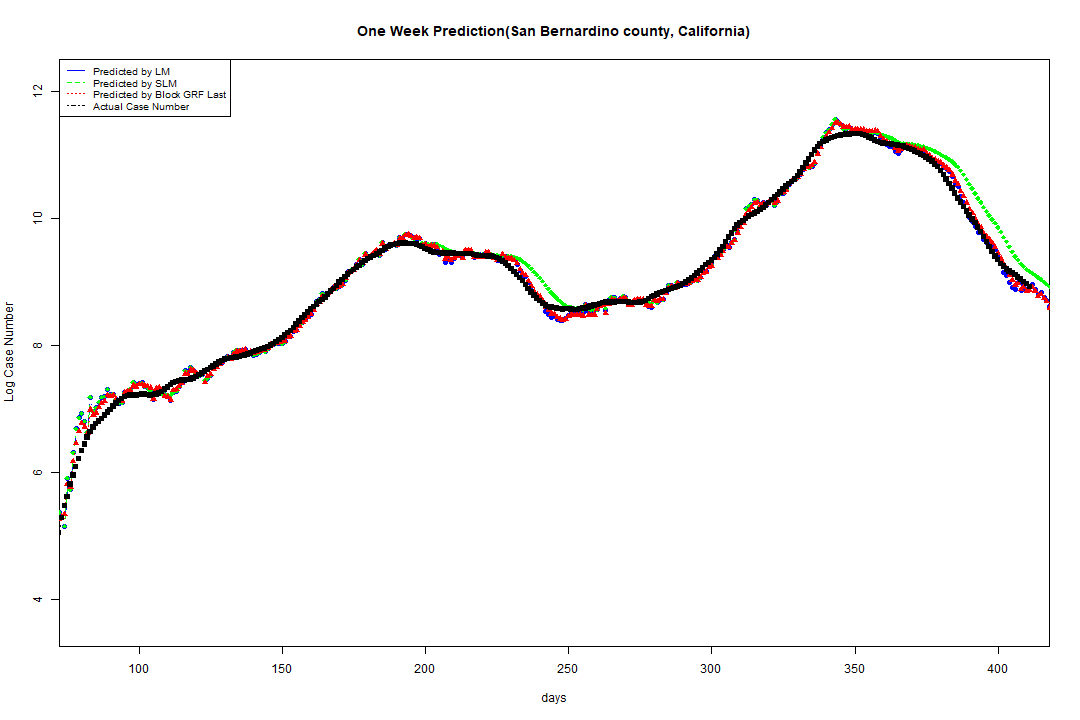 One Week Prediction(San Bernardino county, California)
Predicted by LM
Predicted by SLM
Predicted by Block GRF Last
Actual Case Number
12
10
8
6
4
Log Case Number
100 150 200 250 300 350 400
days